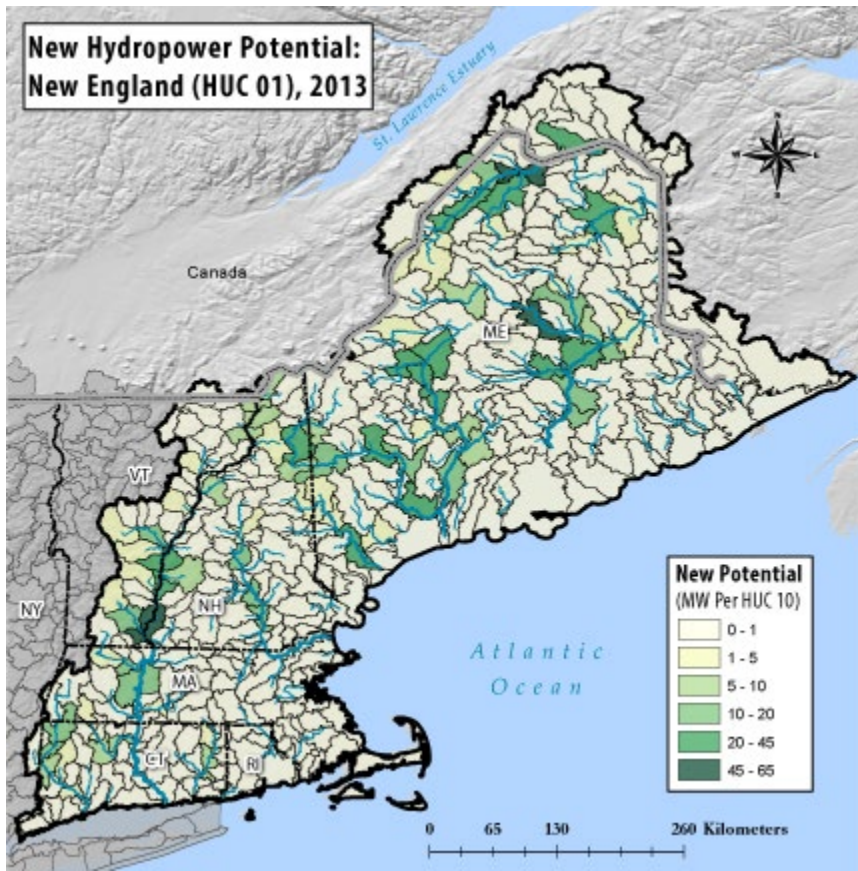 New Hydropower Potential:
New England (HUC 01), 2013
St. Lawrence Estuary
N
W
E
S
Canada
ME
VT
NY
NH
MA
CT
RI
Atlantic
Ocean
New Potential
(MW Per HUC 10)
0 - 1
1 - 5
5 - 10
10 - 20
20 - 45
45 - 65
0 65 130 260 Kilometers